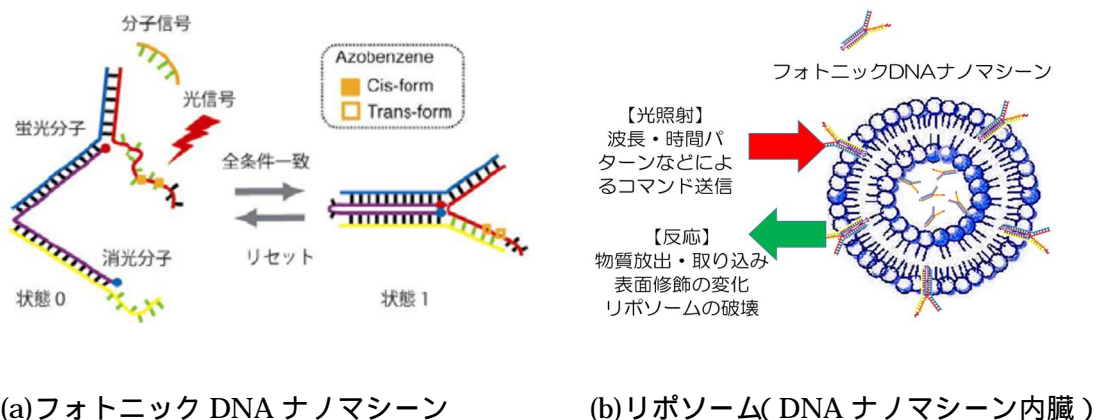 分子信号
光信号
蛍光分子
Azobenzene
Cis-form
Trans-form
全条件一致
リセット
消光分子
状態0
状態1
フォトニックDNAナノマシーン
【光照射】
波長・時間パ
ターンなどによ
るコマンド送信
【反応】
物質放出・取り込み
表面修飾の変化
リポソームの破壊
(a)フォトニック DNA ナノマシーン
(b)リポソーム( DNA ナノマシーン内臓 )